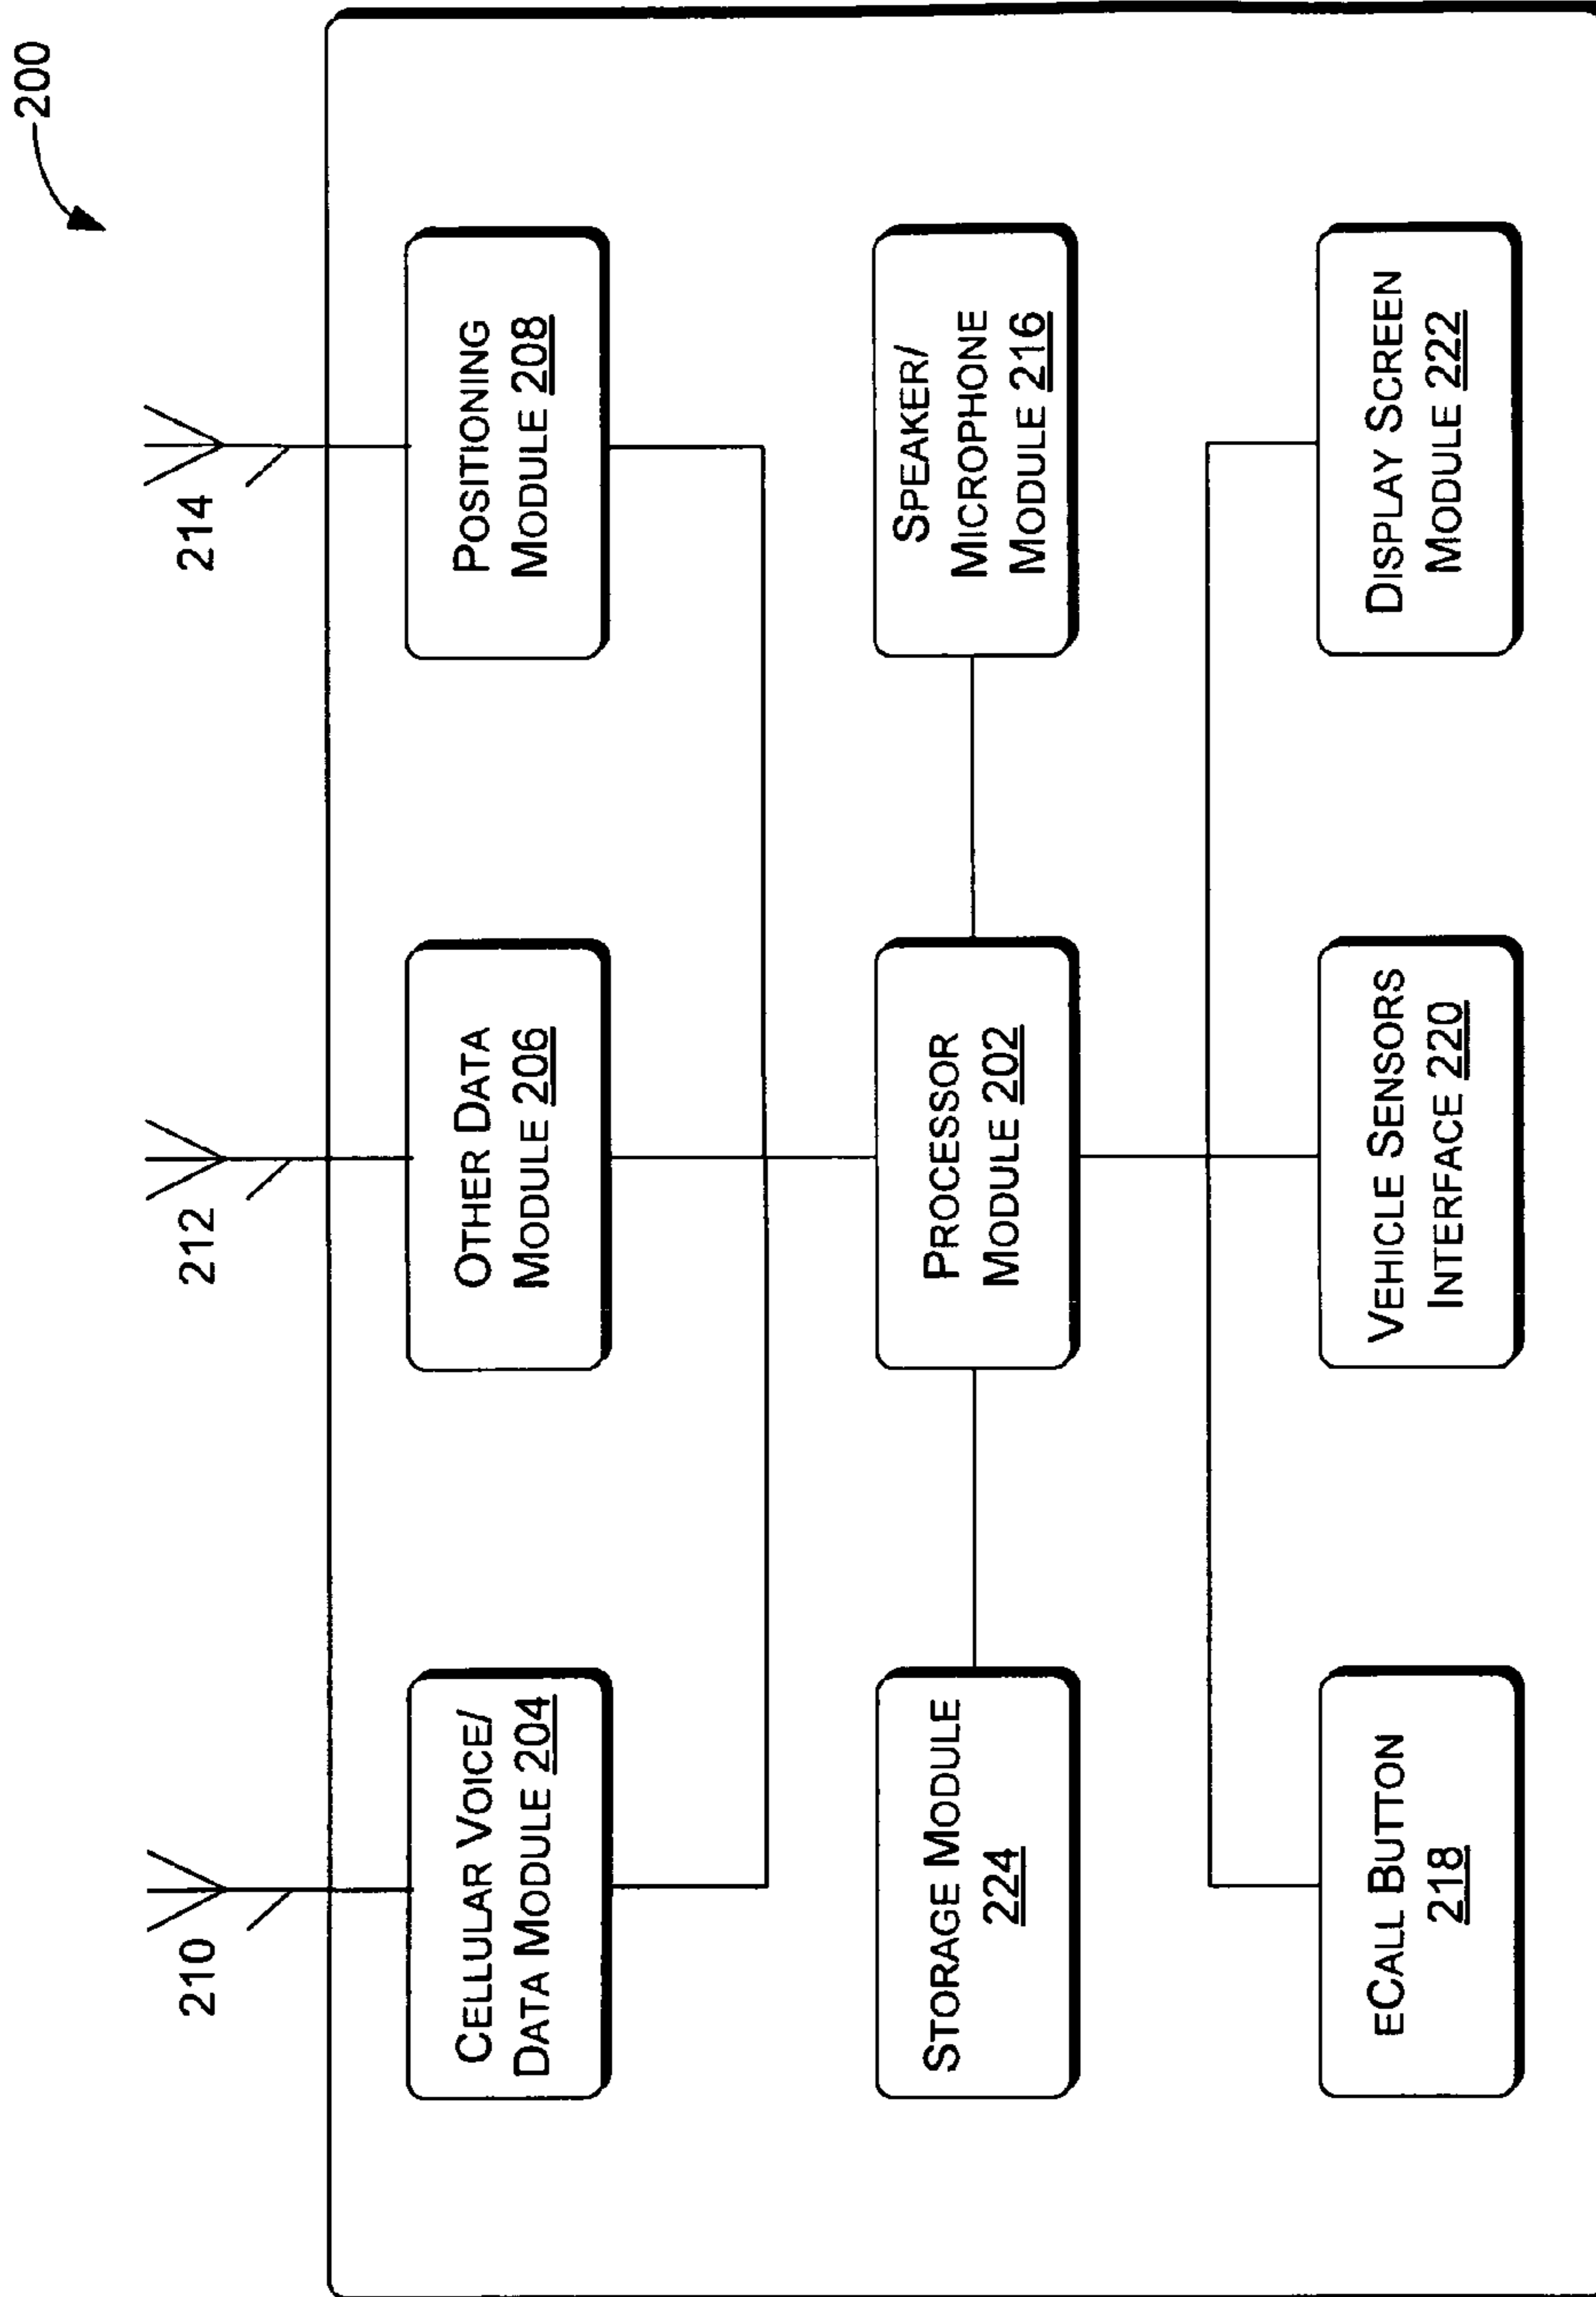 200
210
212
214
CELLULAR VOICE/
DATA MODULE 204
OTHER DATA
MODULE 206
POSITIONING
MODULE 208
STORAGE MODULE
224
PROCESSOR
MODULE 202
SPEAKER/
MICROPHONE
MODULE 216
eCALL BUTTON
218
VEHICLE SENSORS
INTERFACE 220
DISPLAY SCREEN
MODULE 222